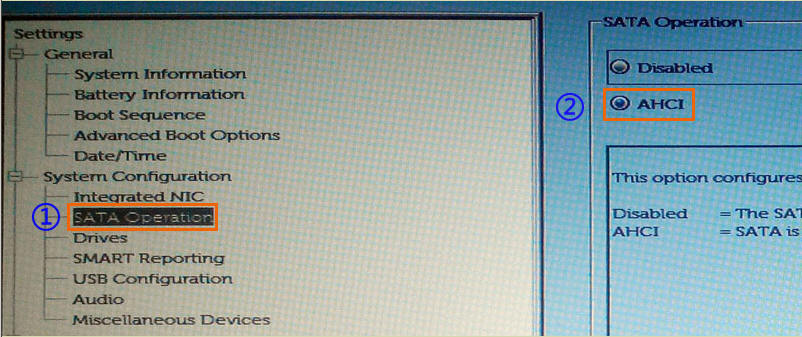 Settings
General
System Information
Battery Information
Boot Sequence
Advanced Boot Options
Date/Time
System Configuration
Integrated NIC
① SATA Operation
Drives
SMART Reporting
USB Configuration
Audio
Miscellaneous Devices
SATA Operation
Disabled
② AHCI
This option configures
Disabled = The SAT
AHCI = SATA is